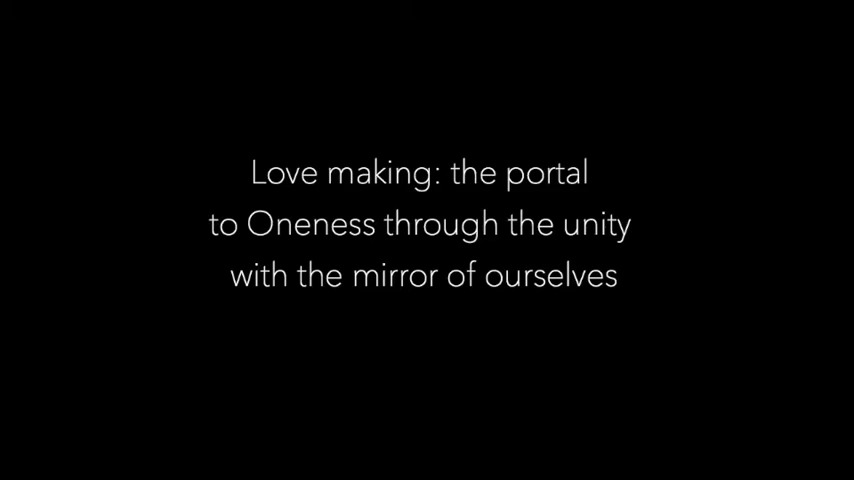 Love making: the portal
to Oneness through the unity
with the mirror of ourselves